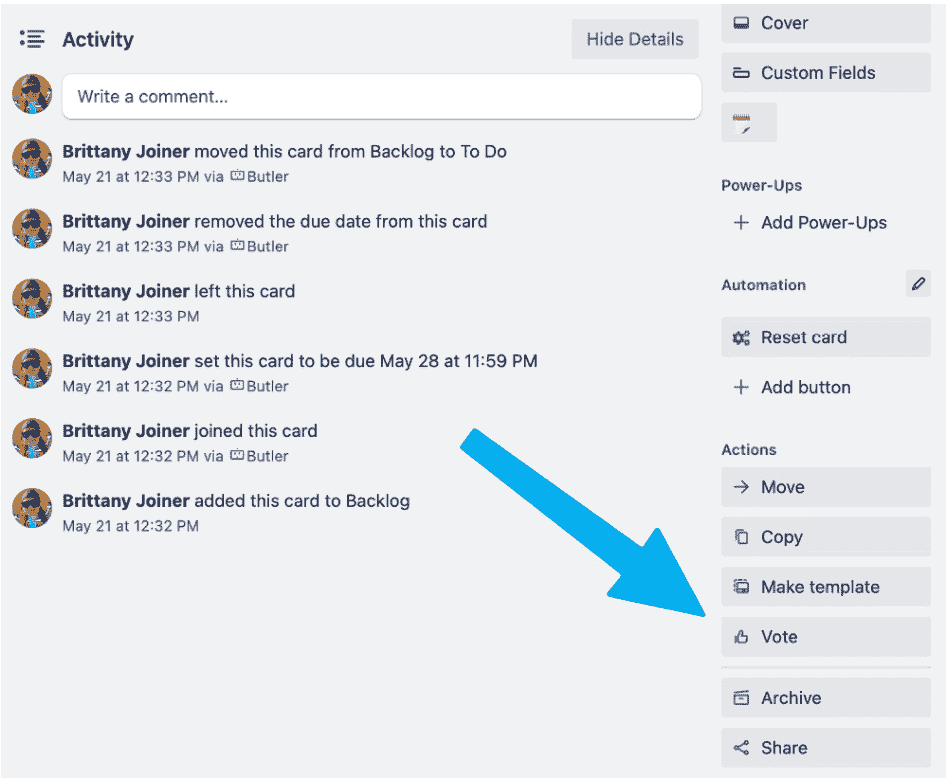 Activity
Hide Details
Write a comment...
Brittany Joiner moved this card from Backlog to To Do
May 21 at 12:33 PM via Butler
Brittany Joiner removed the due date from this card
May 21 at 12:33 PM via Butler
Brittany Joiner left this card
May 21 at 12:33 PM
Brittany Joiner set this card to be due May 28 at 11:59 PM
May 21 at 12:32 PM via Butler
Brittany Joiner joined this card
May 21 at 12:32 PM via Butler
Brittany Joiner added this card to Backlog
May 21 at 12:32 PM
Cover
Custom Fields
Power-Ups
Add Power-Ups
Automation
Reset card
Add button
Actions
Move
Copy
Make template
Vote
Archive
Share